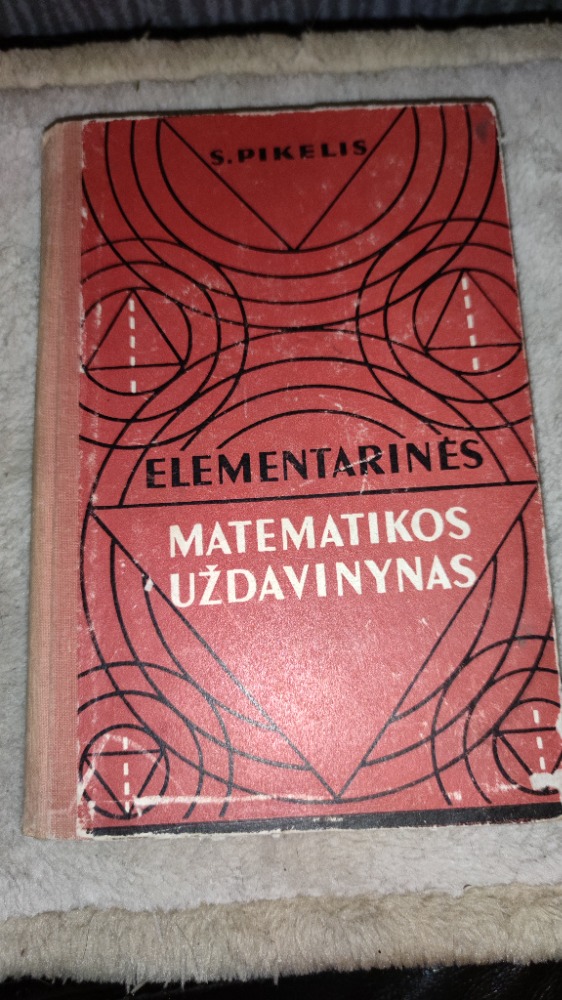 S. PIKELIS
ELEMENTARINĖS
MATEMATIKOS
UŽDAVINYNAS